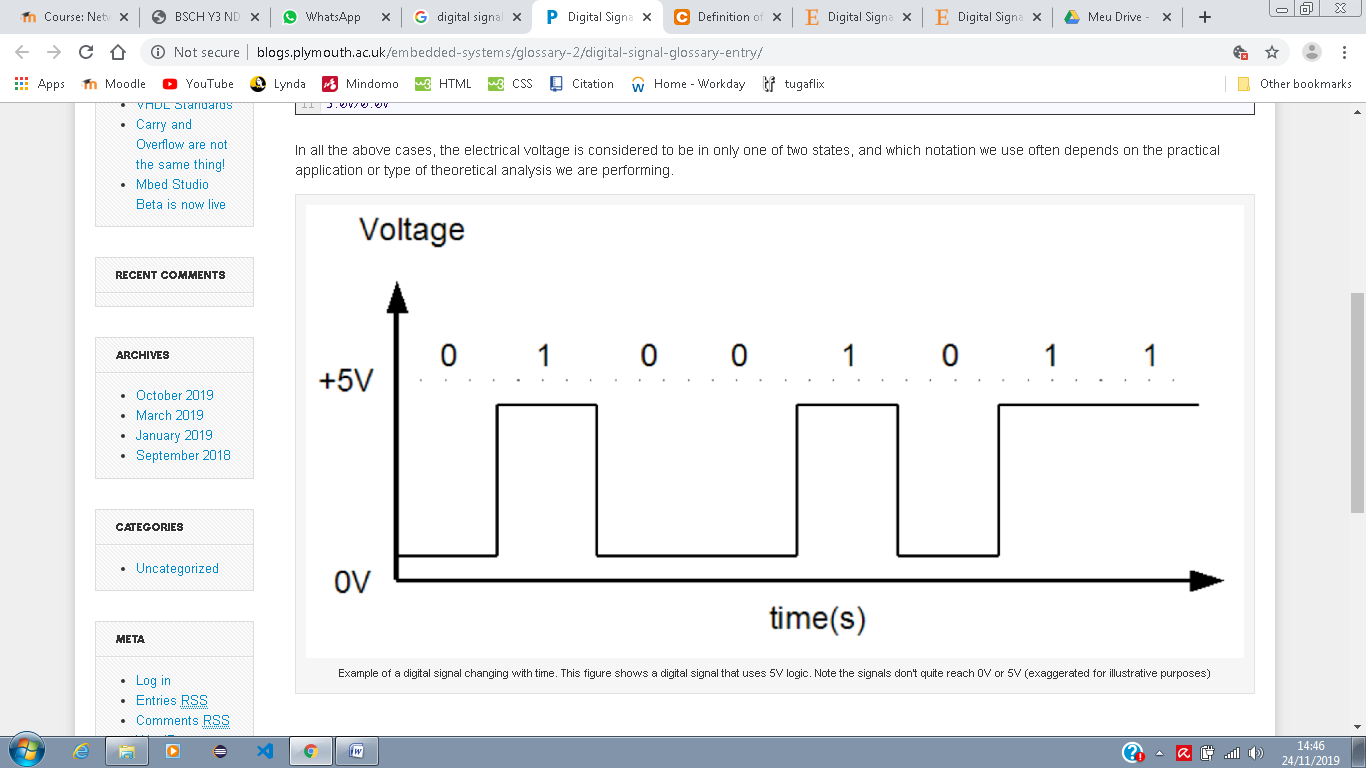 Course: Netw
BSCH Y3 ND
WhatsApp
digital signal
Digital Signa
Definition of
Digital Signa
Digital Signa
Meu Drive -
Not secure
blogs.plymouth.ac.uk/embedded-systems/glossary-2/digital-signal-glossary-entry/
Apps
Moodle
YouTube
Lynda
Mindomo
HTML
CSS
Citation
Home - Workday
tugaflix
Other bookmarks
VHDL Standards
Carry and
Overflow are not
the same thing!
Mbed Studio
Beta is now live
RECENT COMMENTS
ARCHIVES
October 2019
March 2019
January 2019
September 2018
CATEGORIES
Uncategorized
META
Log in
Entries RSS
Comments RSS
11 5.0V/0.0V
In all the above cases, the electrical voltage is considered to be in only one of two states, and which notation we use often depends on the practical
application or type of theoretical analysis we are performing.
Voltage
0 1 0 0 1 0 1 1
+5V
0V
time(s)
Example of a digital signal changing with time. This figure shows a digital signal that uses 5V logic. Note the signals don't quite reach 0V or 5V (exaggerated for illustrative purposes)
14:46
24/11/2019